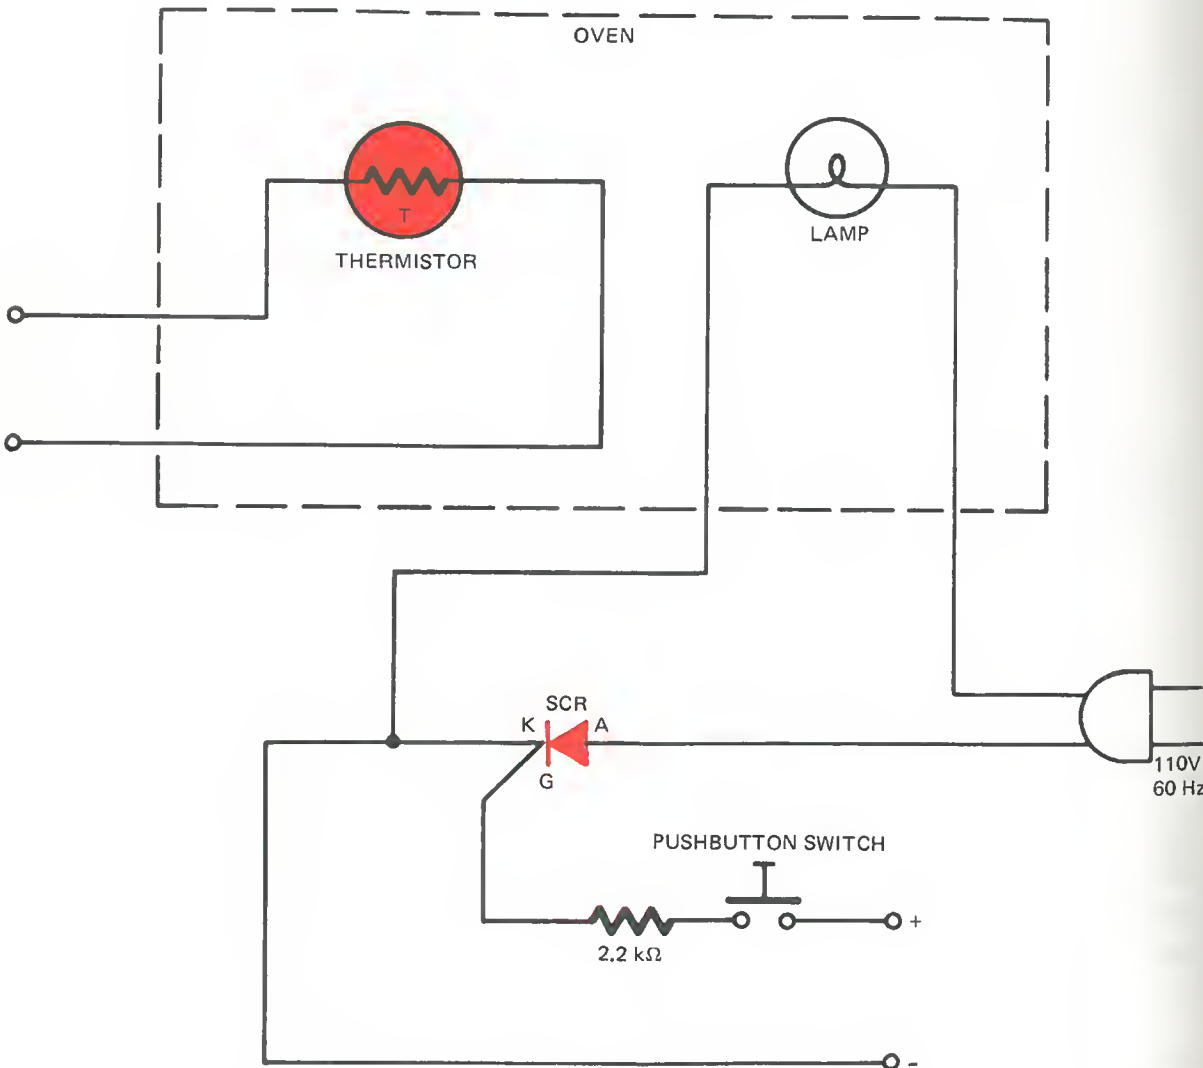 OVEN
T
THERMISTOR
LAMP
SCR
K
A
G
110V
60 Hz
PUSHBUTTON SWITCH
+
2.2 kΩ
-